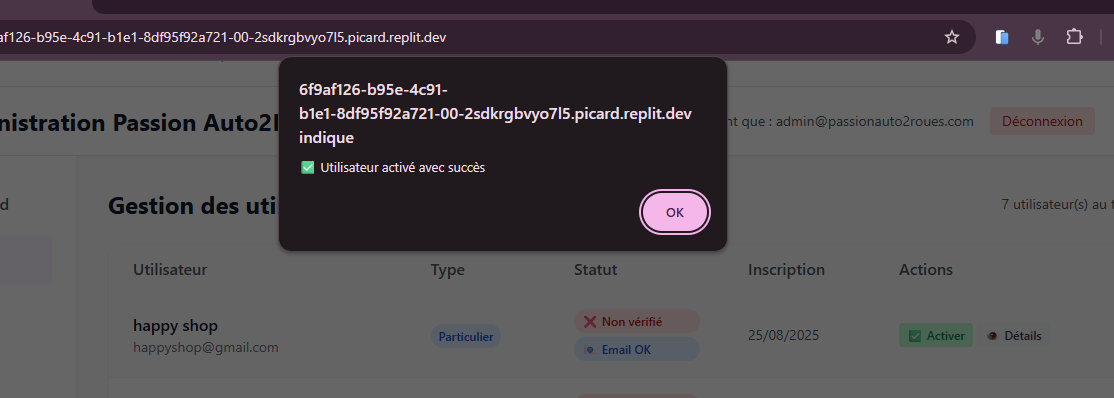 af126-b95e-4c91-b1e1-8df95f92a721-00-2sdkrgbvyo7l5.picard.replit.dev
6f9af126-b95e-4c91-
b1e1-8df95f92a721-00-2sdkrgbvyo7l5.picard.replit.dev
indique
✅ Utilisateur activé avec succès
OK
nistration Passion Auto2
nt que : admin@passionauto2roues.com
Déconnexion
d
Gestion des uti
7 utilisateur(s) au t
Utilisateur Type Statut Inscription Actions
happy shop
happyshop@gmail.com
Particulier
❌ Non vérifié
Email OK
25/08/2025
✅ Activer
Détails